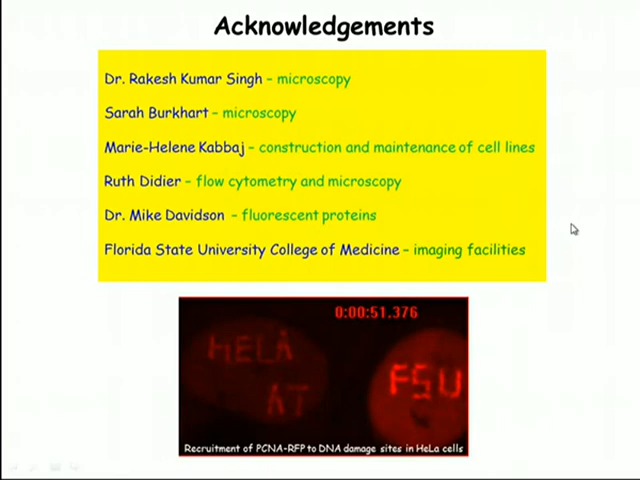 Acknowledgements
Dr. Rakesh Kumar Singh – microscopy
Sarah Burkhart – microscopy
Marie-Helene Kabbaj – construction and maintenance of cell lines
Ruth Didier – flow cytometry and microscopy
Dr. Mike Davidson – fluorescent proteins
Florida State University College of Medicine – imaging facilities
0:00:51.376
HELA
AT
FSU
Recruitment of PCNA-RFP to DNA damage sites in HeLa cells